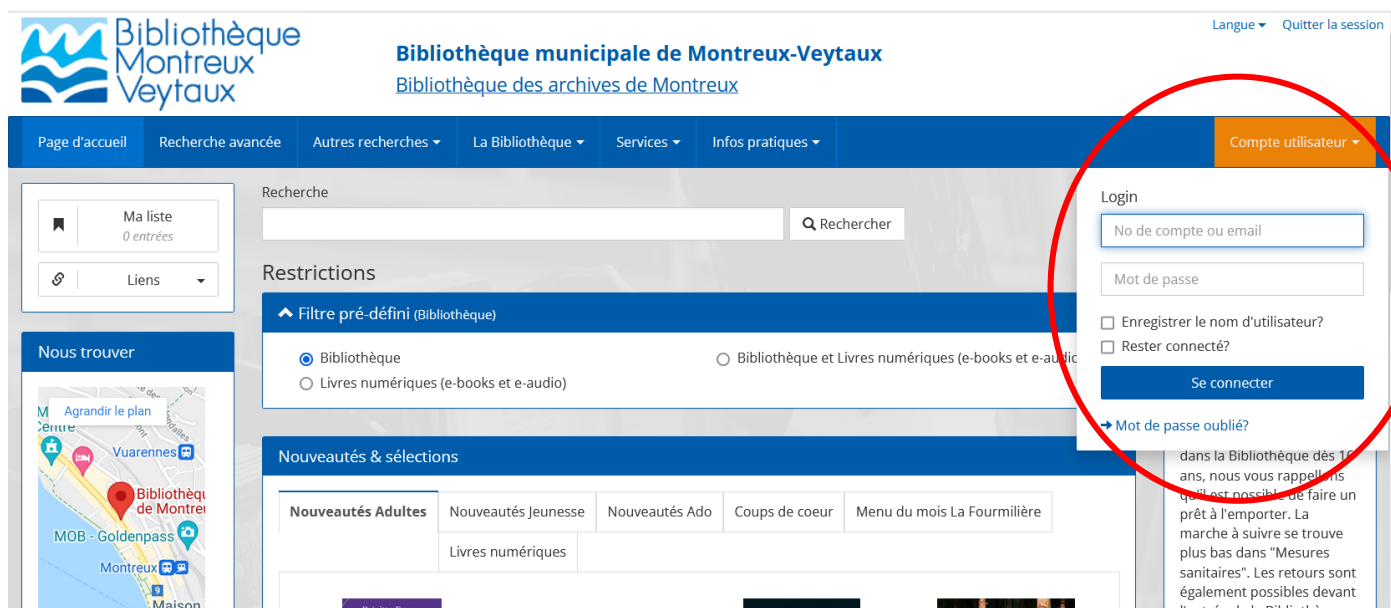 Bibliothèque
Montreux
Veytaux
Bibliothèque municipale de Montreux-Veytaux
Bibliothèque des archives de Montreux
Langue
Quitter la session
Page d'accueil
Recherche avancée
Autres recherches
La Bibliothèque
Services
Infos pratiques
Compte utilisateur
Ma liste
0 entrées
Liens
Nous trouver
Agrandir le plan
Centre
Vuarennes
Bibliothèqu
de Montre
MOB - Goldenpass
Montreux
9
Maison
Recherche
Rechercher
Restrictions
Filtre pré-défini (Bibliothèque)
Bibliothèque
Bibliothèque et Livres numériques (e-books et e-audio
Livres numériques (e-books et e-audio)
Nouveautés & sélections
Nouveautés Adultes
Nouveautés Jeunesse
Nouveautés Ado
Coups de coeur
Menu du mois La Fourmilière
Livres numériques
Login
No de compte ou email
Mot de passe
Enregistrer le nom d'utilisateur?
Rester connecté?
Se connecter
Mot de passe oublié?
dans la Bibliothèque dès 16
ans, nous vous rappellons
qu'il est possible de faire un
prêt à l'emporter. La
marche à suivre se trouve
plus bas dans "Mesures
sanitaires". Les retours sont
également possibles devant